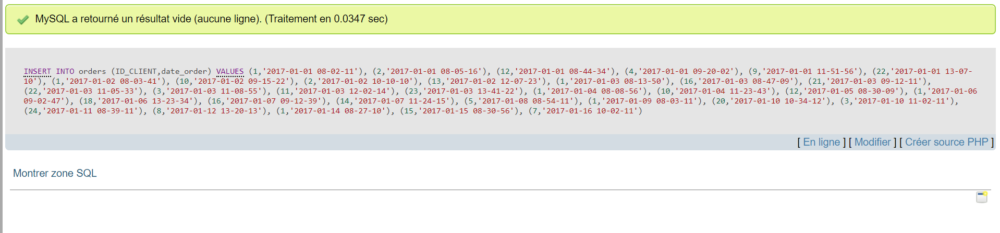 MySQL a retourné un résultat vide (aucune ligne). (Traitement en 0.0347 sec)
INSERT INTO orders (ID_CLIENT,date_order) VALUES (1,'2017-01-01 08-02-11'), (2,'2017-01-01 08-05-16'), (12,'2017-01-01 08-44-34'), (4,'2017-01-01 09-20-02'), (9,'2017-01-01 11-51-56'), (22,'2017-01-01 13-07-
10'), (1,'2017-01-02 08-03-41'), (10,'2017-01-02 09-15-22'), (2,'2017-01-02 10-10-10'), (13,'2017-01-02 12-07-23'), (1,'2017-01-03 08-13-50'), (16,'2017-01-03 08-47-09'), (21,'2017-01-03 09-12-11'),
(22,'2017-01-03 11-05-33'), (3,'2017-01-03 11-08-55'), (11,'2017-01-03 12-02-14'), (23,'2017-01-03 13-41-22'), (1,'2017-01-04 08-08-56'), (10,'2017-01-04 11-23-43'), (12,'2017-01-05 08-30-09'), (1,'2017-01-06
09-02-47'), (18,'2017-01-06 13-23-34'), (16,'2017-01-07 09-12-39'), (14,'2017-01-07 11-24-15'), (5,'2017-01-08 08-54-11'), (1,'2017-01-09 08-03-11'), (20,'2017-01-10 10-34-12'), (3,'2017-01-10 11-02-11'),
(24,'2017-01-11 08-39-11'), (8,'2017-01-12 13-20-13'), (1,'2017-01-14 08-27-10'), (15,'2017-01-15 08-30-56'), (7,'2017-01-16 10-02-11')
[ En ligne ] [ Modifier ] [ Créer source PHP ]
Montrer zone SQL